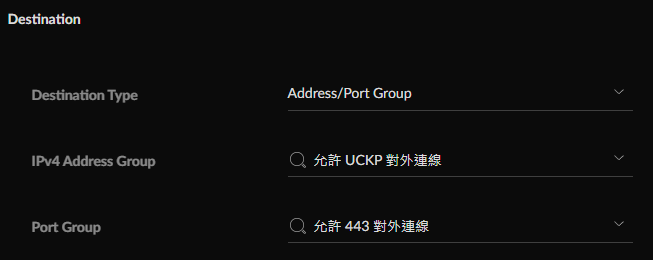 Destination
Destination Type
Address/Port Group
IPv4 Address Group
允許 UCKP 對外連線
Port Group
允許 443 對外連線